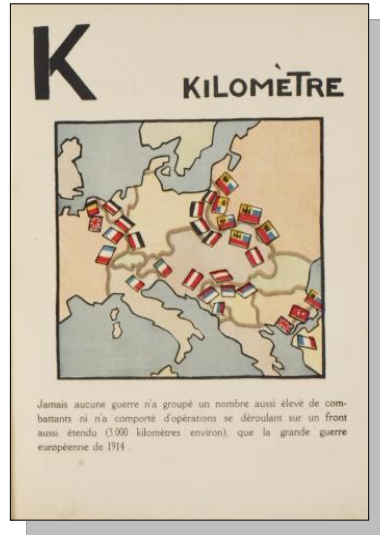 K
KILOMÈTRE
Jamais aucune guerre n'a groupé un nombre aussi élevé de com-
battants ni n'a comporté d'opérations se déroulant sur un front
aussi étendu (3.000 kilomètres environ), que la grande guerre
européenne de 1914 .